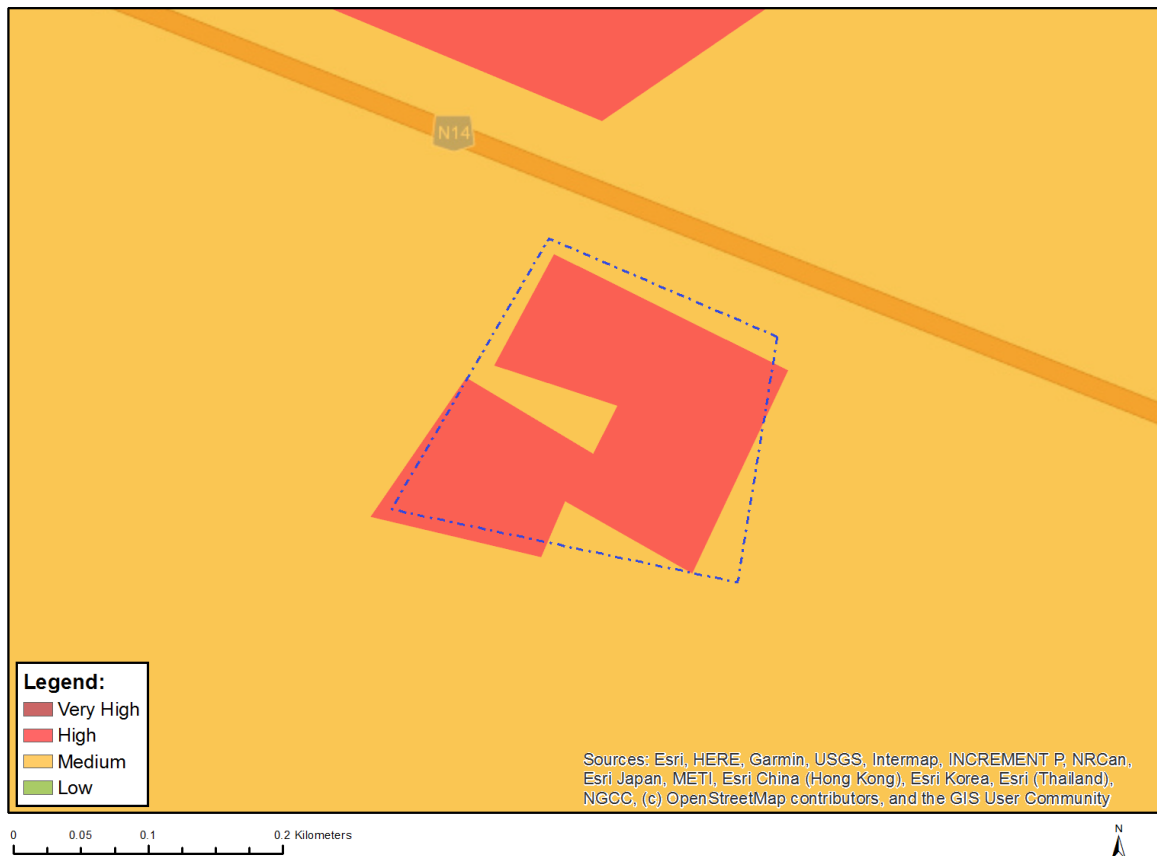 N14
Legend:
Very High
High
Medium
Low
Sources: Esri, HERE, Garmin, USGS, Intermap, INCREMENT P, NRCan,
Esri Japan, METI, Esri China (Hong Kong), Esri Korea, Esri (Thailand),
NGCC, (c) OpenStreetMap contributors, and the GIS User Community
0 0.05 0.1 0.2 Kilometers
N